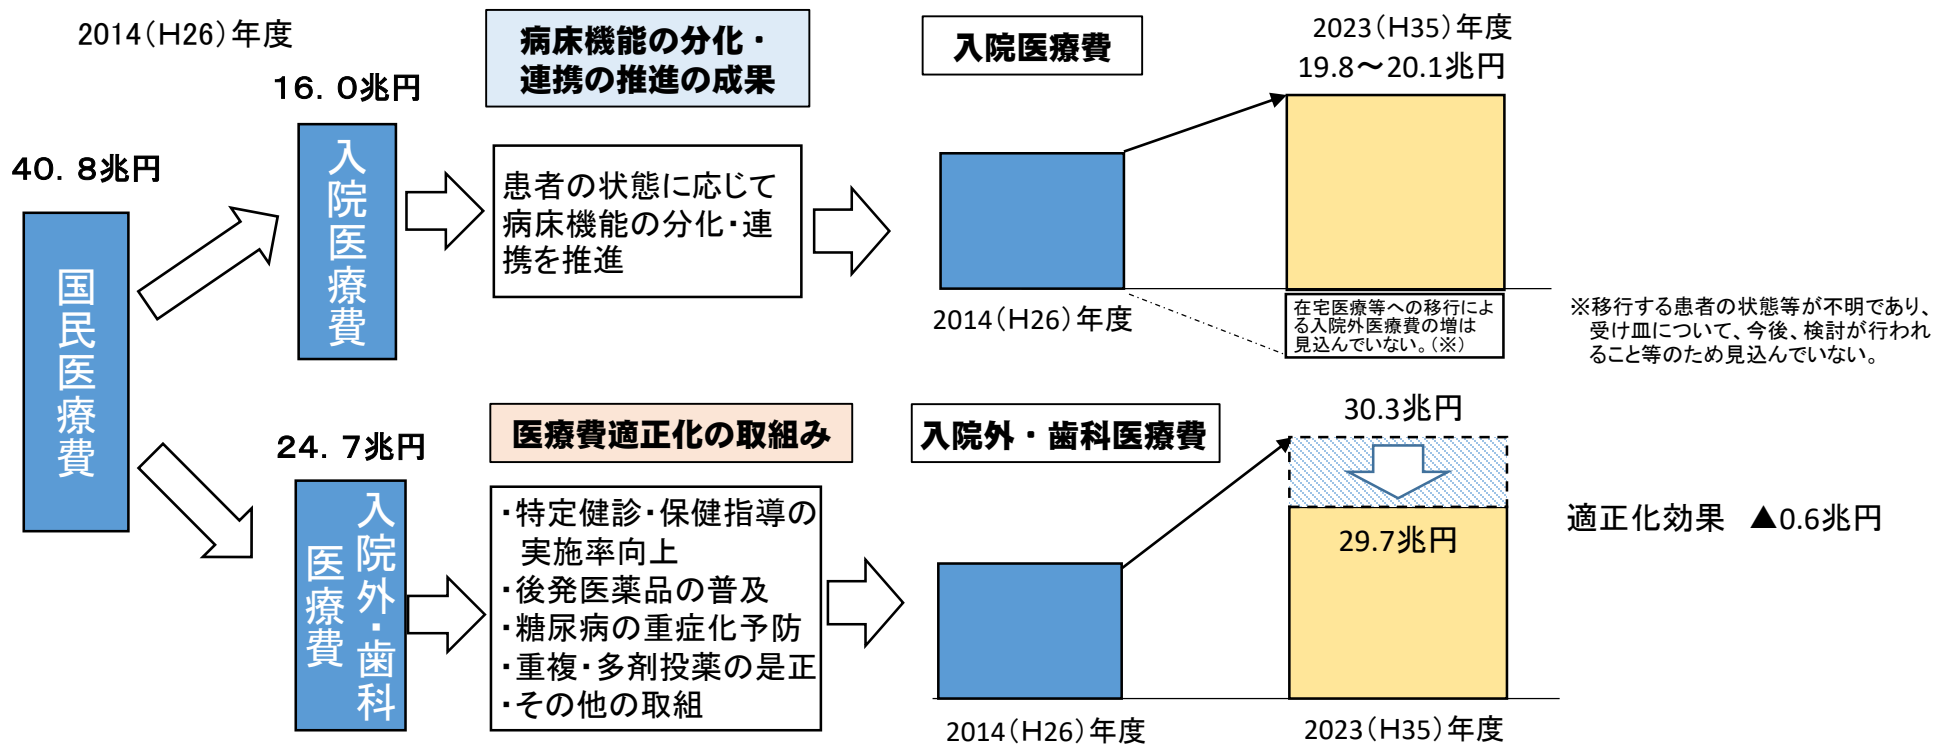 2014（H26）年度
40．8兆円
国民医療費
16．0兆円
入院医療費
病床機能の分化・
連携の推進の成果
患者の状態に応じて
病床機能の分化・連
携を推進
入院医療費
2014（H26）年度
2023（H35）年度
19.8～20.1兆円
在宅医療等への移行によ
る入院外医療費の増は
見込んでいない。（※）
※移行する患者の状態等が不明であり、
受け皿について、今後、検討が行われ
ること等のため見込んでいない。
24．7兆円
入院外・歯科
医療費
医療費適正化の取組み
・特定健診・保健指導の
実施率向上
・後発医薬品の普及
・糖尿病の重症化予防
・重複・多剤投薬の是正
・その他の取組
入院外・歯科医療費
2014（H26）年度
30.3兆円
29.7兆円
2023（H35）年度
適正化効果　▲0.6兆円